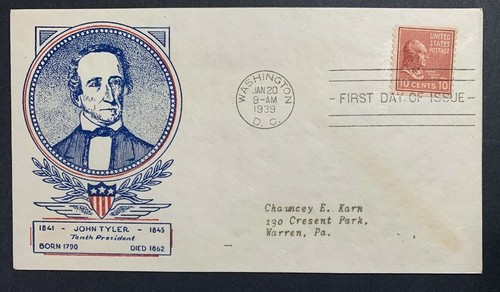 1841 - JOHN TYLER - 1845
Tenth President
BORN 1790 DIED 1862
WASHINGTON
JAN 20
9-AM
1939
D. C.
- FIRST DAY OF ISSUE -
UNITED
STATES
POSTAGE
10 CENTS 10
Chauncey E. Karn
130 Cresent Park,
Warren, Pa.